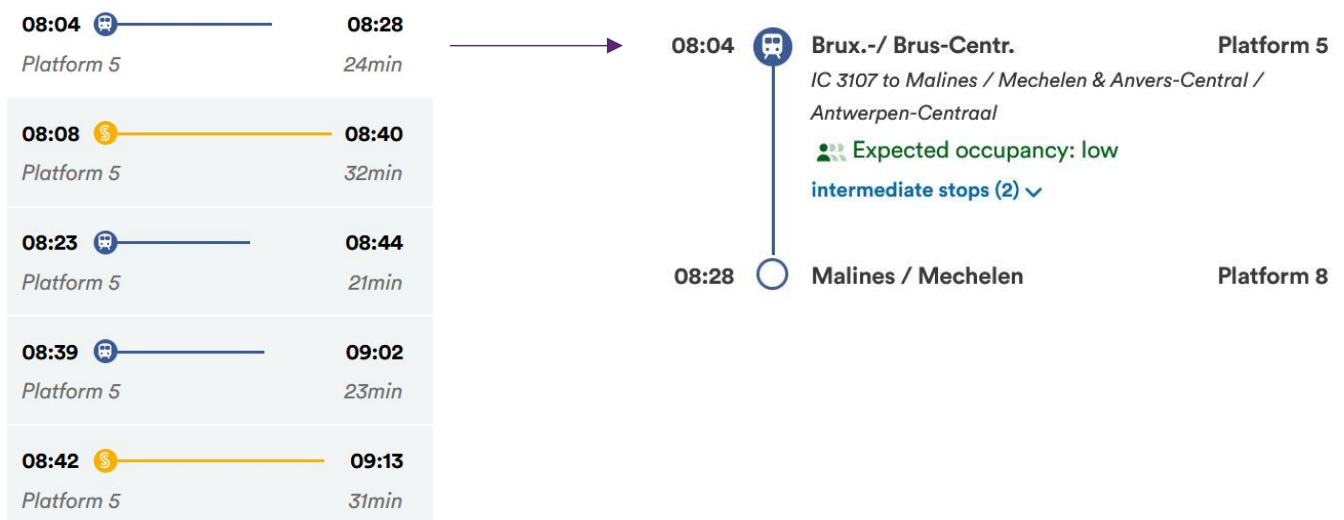 08:04 08:28
Platform 5 24min
08:08 S 08:40
Platform 5 32min
08:23 08:44
Platform 5 21min
08:39 09:02
Platform 5 23min
08:42 S 09:13
Platform 5 31min
08:04 Brux.-/ Brus-Centr. Platform 5
IC 3107 to Malines / Mechelen & Anvers-Central /
Antwerpen-Centraal
Expected occupancy: low
intermediate stops (2)
08:28 Malines / Mechelen Platform 8